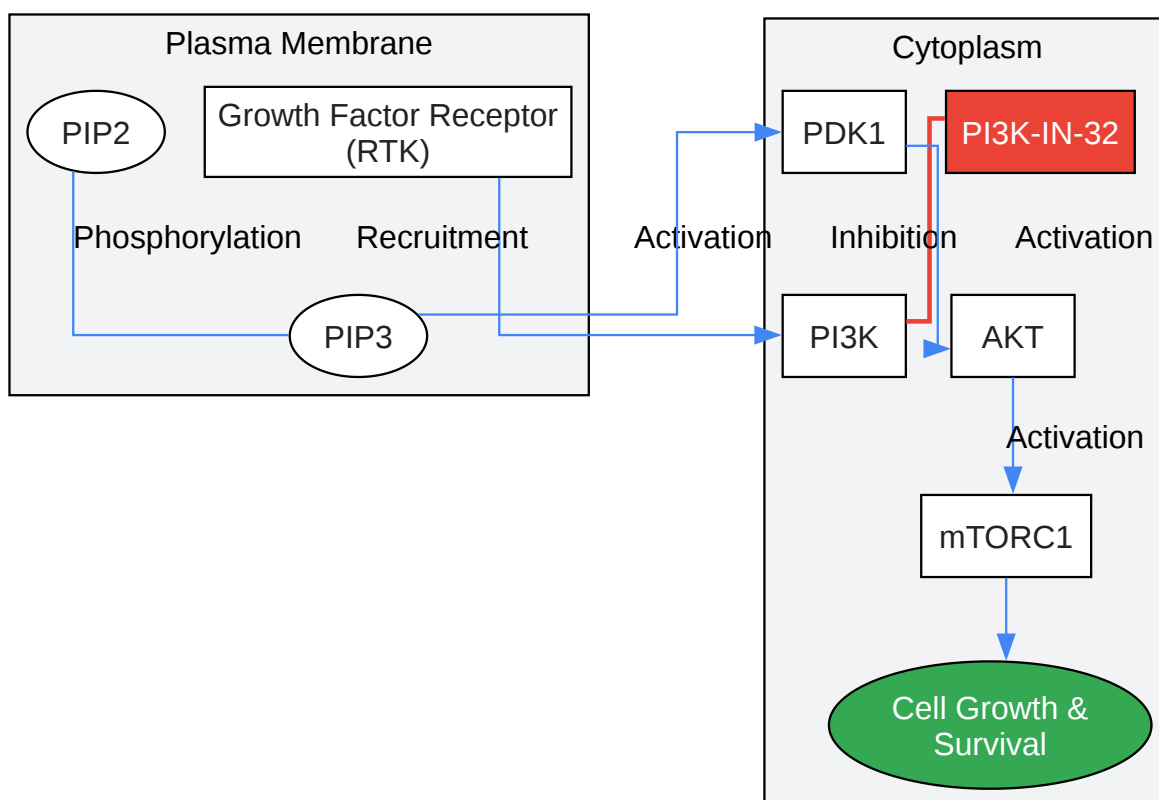 Plasma Membrane
Cytoplasm
PIP2
Growth Factor Receptor
(RTK)
PDK1
PI3K-IN-32
Phosphorylation
Recruitment
Activation
Inhibition
Activation
PIP3
PI3K
AKT
Activation
mTORC1
Cell Growth &
Survival